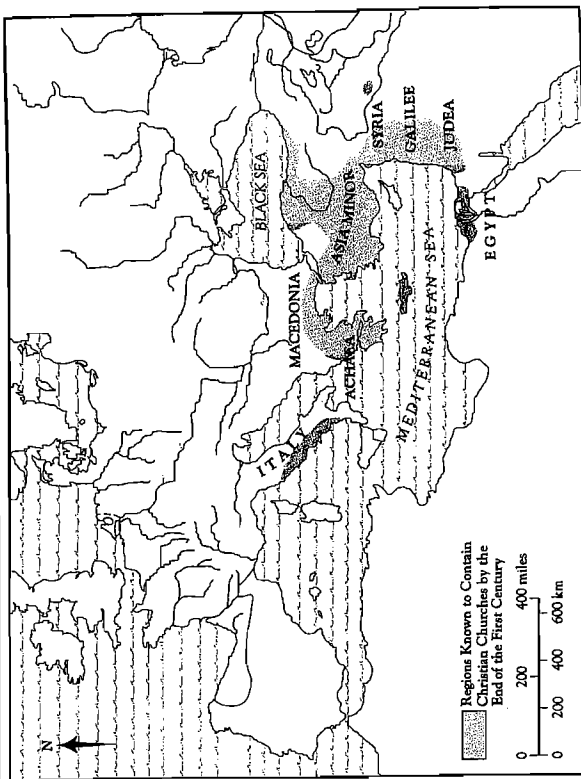 N
BLACK SEA
MACEDONIA
ASIA MINOR
ITALY
ACHAEA
SYRIA
GALILEE
JUDEA
MEDITERRANEAN SEA
EGYPT
Regions Known to Contain
Christian Churches by the
End of the First Century
0 200 400 miles
0 200 400 600 km